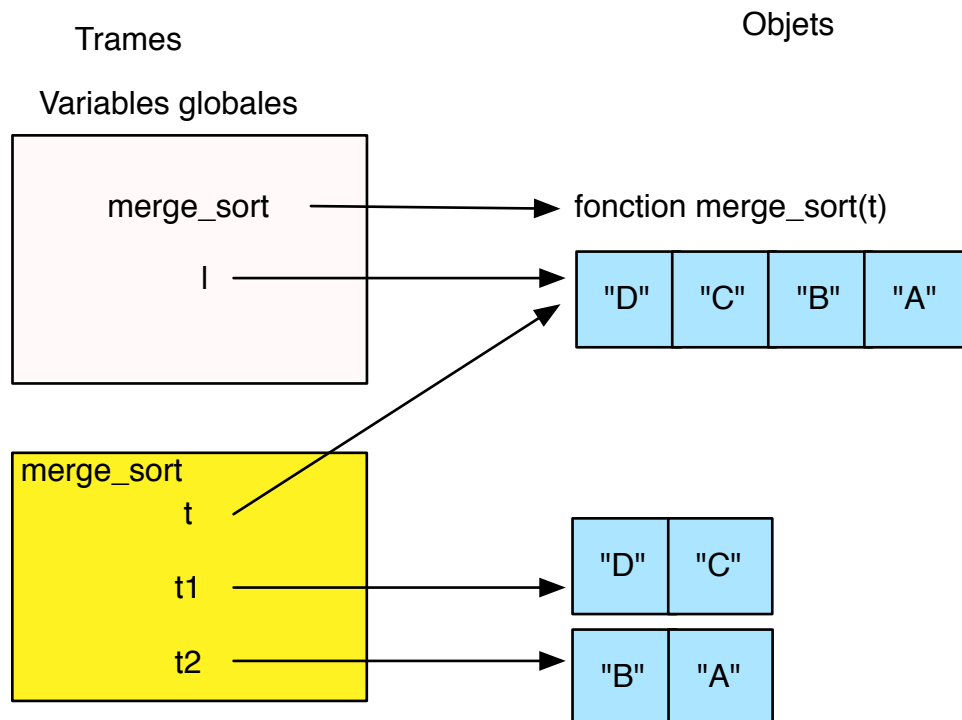 Trames
Objets
Variables globales
merge_sort
fonction merge_sort(t)
l
"D" "C" "B" "A"
merge_sort
t
t1
"D" "C"
t2
"B" "A"